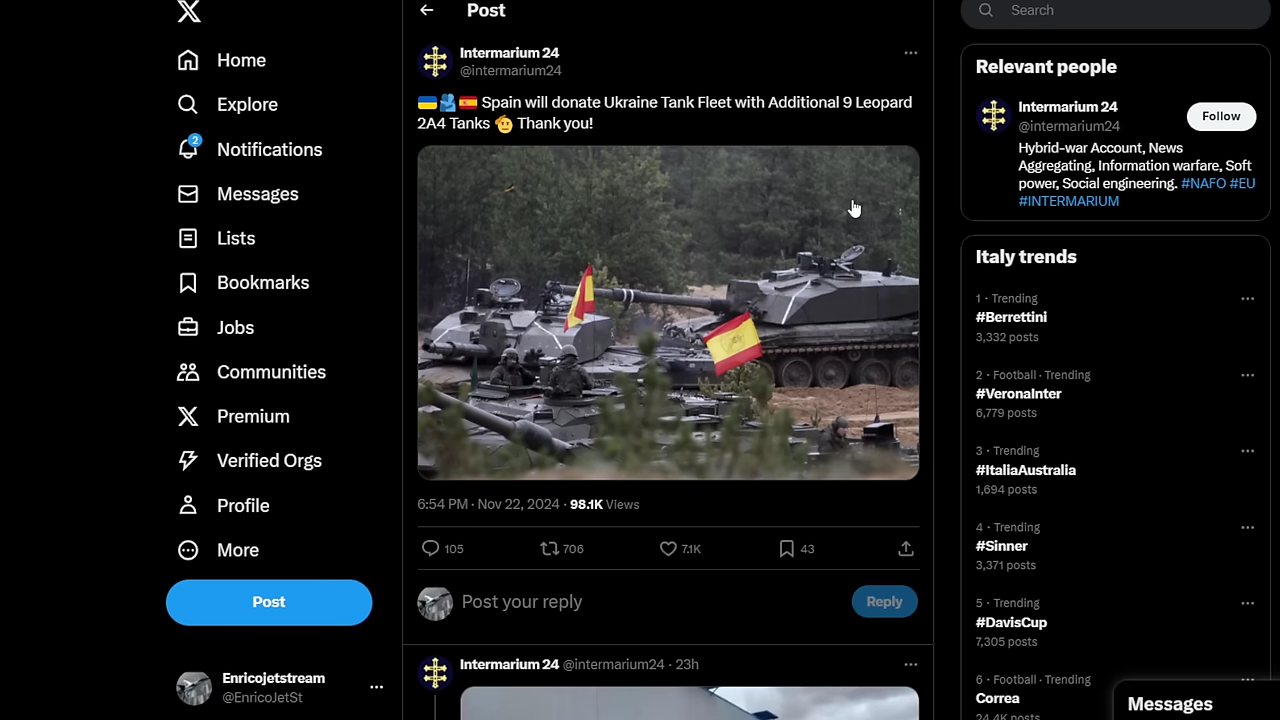 Home
Explore
2
Notifications
Messages
Lists
Bookmarks
Jobs
Communities
Premium
Verified Orgs
Profile
More
Post
Enricojetstream
@EnricoJetSt
Post
Intermarium 24
@intermarium24
Spain will donate Ukraine Tank Fleet with Additional 9 Leopard
2A4 Tanks Thank you!
6:54 PM · Nov 22, 2024 · 98.1K Views
105 706 7.1K 43
Post your reply
Reply
Intermarium 24 @intermarium24 · 23h
Search
Relevant people
Intermarium 24
@intermarium24
Follow
Hybrid-war Account, News
Aggregating, Information warfare, Soft
power, Social engineering. #NAFO #EU
#INTERMARIUM
Italy trends
1 · Trending
#Berrettini
3,332 posts
2 · Football · Trending
#VeronaInter
6,779 posts
3 · Trending
#ItaliaAustralia
1,694 posts
4 · Trending
#Sinner
3,371 posts
5 · Trending
#DavisCup
7,305 posts
6 · Football · Trending
Correa
24.4K posts
Messages